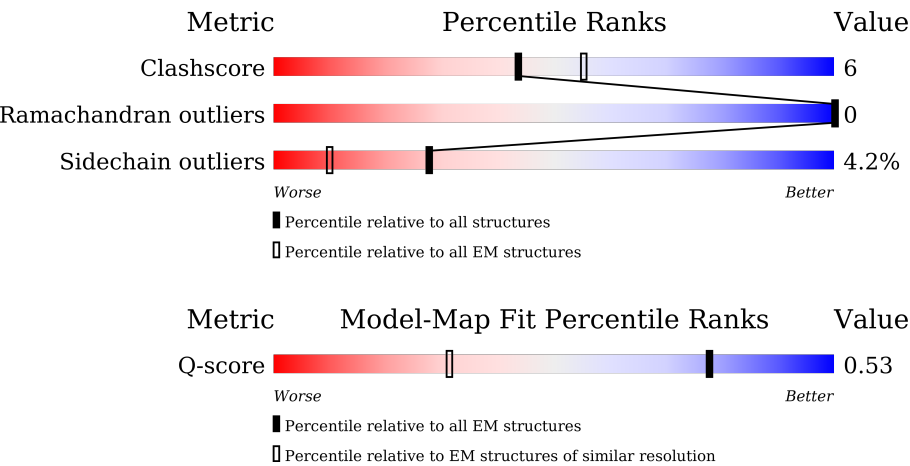 Metric Percentile Ranks Value
Clashscore 6
Ramachandran outliers 0
Sidechain outliers 4.2%
Worse Better
Percentile relative to all structures
Percentile relative to all EM structures
Metric Model-Map Fit Percentile Ranks Value
Q-score 0.53
Worse Better
Percentile relative to all EM structures
Percentile relative to EM structures of similar resolution